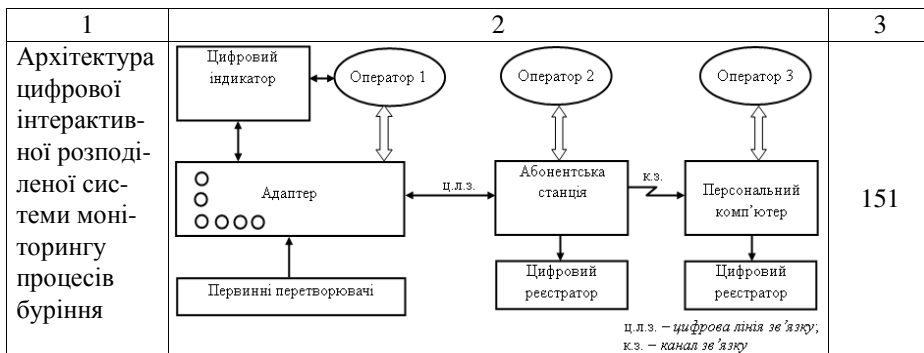 1
2
3
Архітектура
цифрової
інтерактив-
ної розподі-
леної сис-
теми моні-
торингу
процесів
буріння
Цифровий
індикатор
Оператор 1
Оператор 2
Оператор 3
Адаптер
ц.л.з.
Абонентська
станція
к.з.
Персональний
комп’ютер
Первинні перетворювачі
Цифровий
реєстратор
Цифровий
реєстратор
ц.л.з. – цифрова лінія зв’язку;
к.з. – канал зв’язку
151